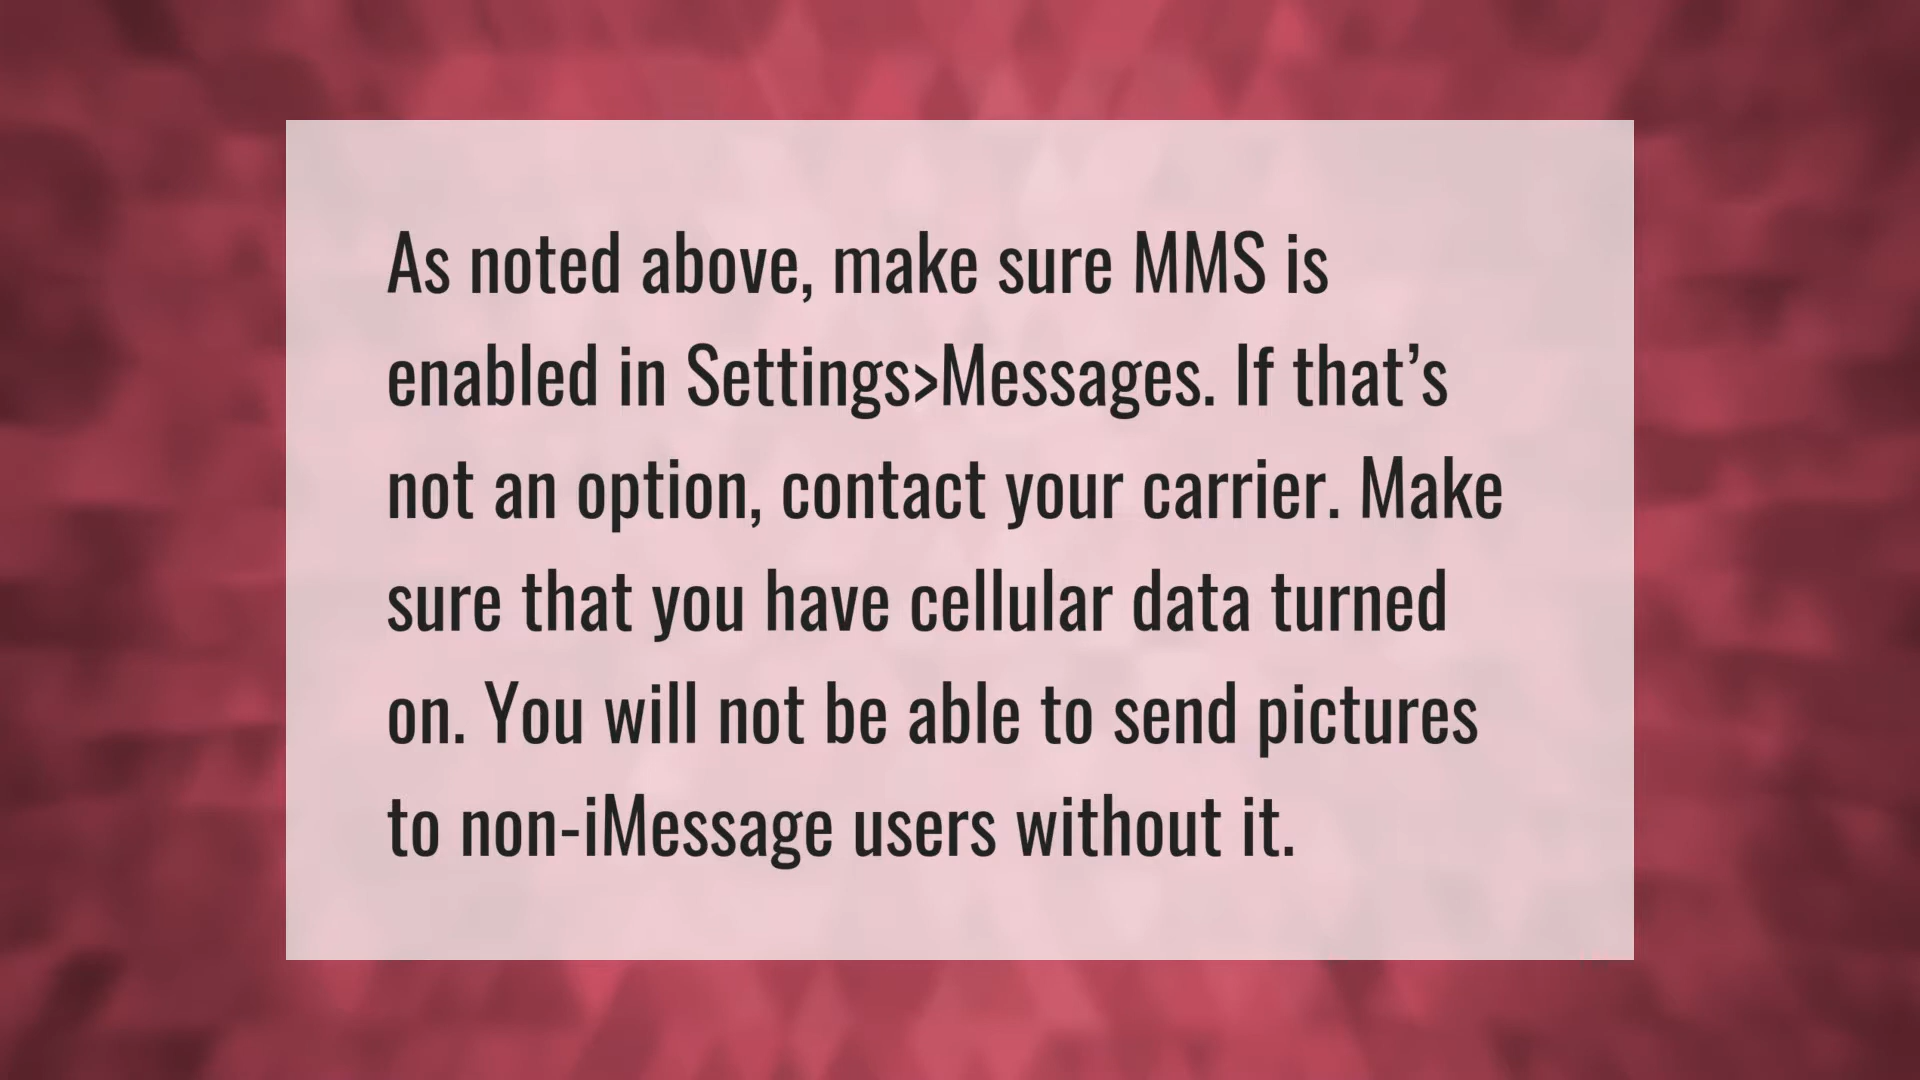 As noted above, make sure MMS is
enabled in Settings>Messages. If that’s
not an option, contact your carrier. Make
sure that you have cellular data turned
on. You will not be able to send pictures
to non-iMessage users without it.